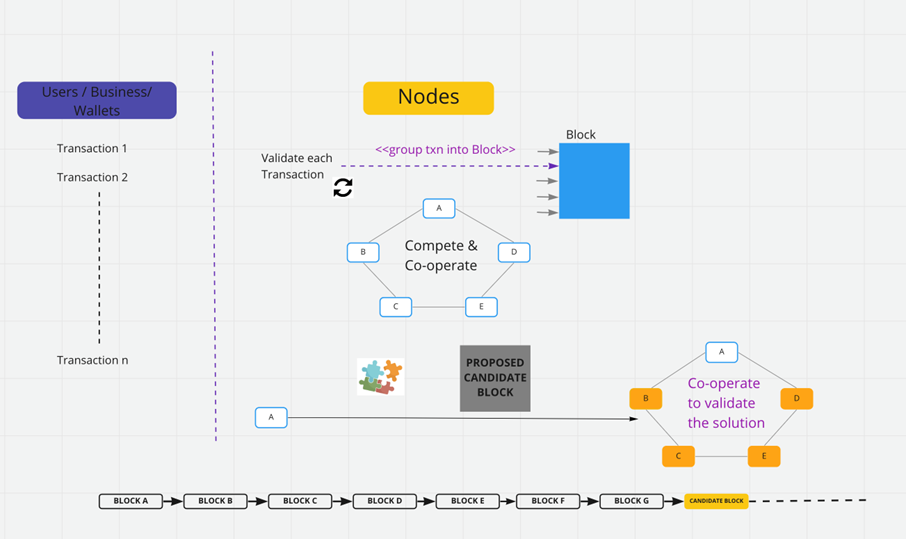 Users / Business/
Wallets
Nodes
Transaction 1
Transaction 2
Transaction n
Validate each
Transaction
<<group txn into Block>>
Block
A
B
Compete &
Co-operate
D
C
E
PROPOSED
CANDIDATE
BLOCK
A
A
B
Co-operate
to validate
the solution
D
C
E
BLOCK A
BLOCK B
BLOCK C
BLOCK D
BLOCK E
BLOCK F
BLOCK G
CANDIDATE BLOCK